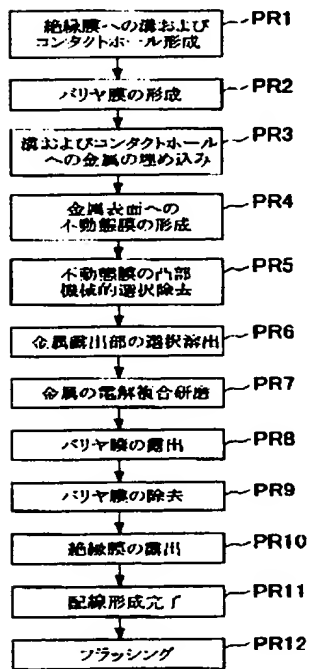 絶縁膜への溝および
コンタクトホール形成
PR1
バリヤ膜の形成
PR2
溝およびコンタクトホール
への金属の埋め込み
PR3
金属表面への
不動態膜の形成
PR4
不動態膜の凸部
機械的選択除去
PR5
金属露出部の選択溶出
PR6
金属の電解複合研磨
PR7
バリヤ膜の露出
PR8
バリヤ膜の除去
PR9
絶縁膜の露出
PR10
配線形成完了
PR11
フラッシング
PR12